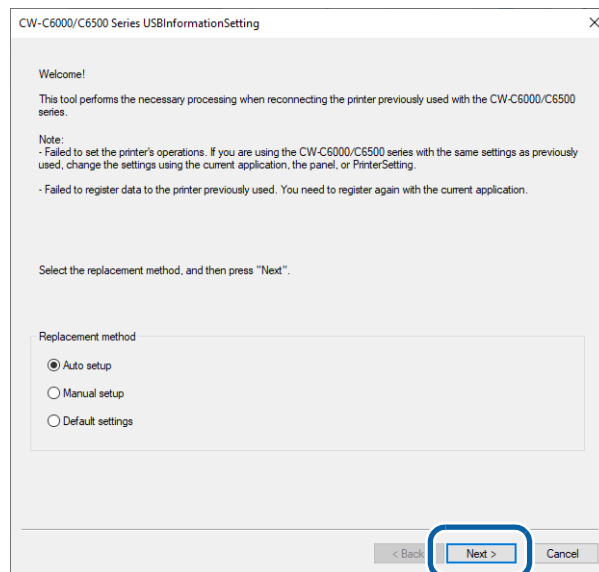 CW-C6000/C6500 Series USBInformationSetting
Welcome!
This tool performs the necessary processing when reconnecting the printer previously used with the CW-C6000/C6500
series.
Note:
- Failed to set the printer's operations. If you are using the CW-C6000/C6500 series with the same settings as previously
used, change the settings using the current application, the panel, or PrinterSetting.
- Failed to register data to the printer previously used. You need to register again with the current application.
Select the replacement method, and then press "Next".
Replacement method
Auto setup
Manual setup
Default settings
< Back
Next >
Cancel